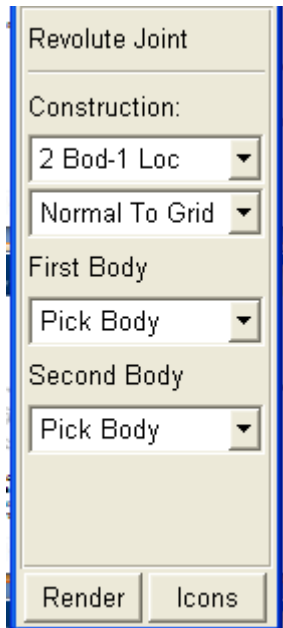 Revolute Joint
Construction:
2 Bod-1 Loc
Normal To Grid
First Body
Pick Body
Second Body
Pick Body
Render Icons